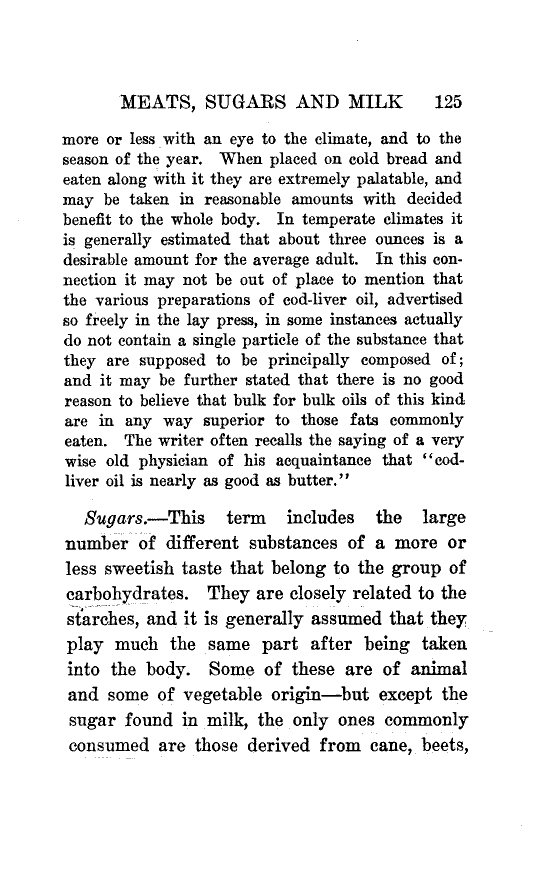 MEATS, SUGARS AND MILK 125
more or less with an eye to the climate, and to the
season of the year. When placed on cold bread and
eaten along with it they are extremely palatable, and
may be taken in reasonable amounts with decided
benefit to the whole body. In temperate climates it
is generally estimated that about three ounces is a
desirable amount for the average adult. In this con-
nection it may not be out of place to mention that
the various preparations of cod-liver oil, advertised
so freely in the lay press, in some instances actually
do not contain a single particle of the substance that
they are supposed to be principally composed of;
and it may be further stated that there is no good
reason to believe that bulk for bulk oils of this kind
are in any way superior to those fats commonly
eaten. The writer often recalls the saying of a very
wise old physician of his acquaintance that "cod-
liver oil is nearly as good as butter."
Sugars.—This term includes the large
number of different substances of a more or
less sweetish taste that belong to the group of
carbohydrates. They are closely related to the
starches, and it is generally assumed that they
play much the same part after being taken
into the body. Some of these are of animal
and some of vegetable origin—but except the
sugar found in milk, the only ones commonly
consumed are those derived from cane, beets,